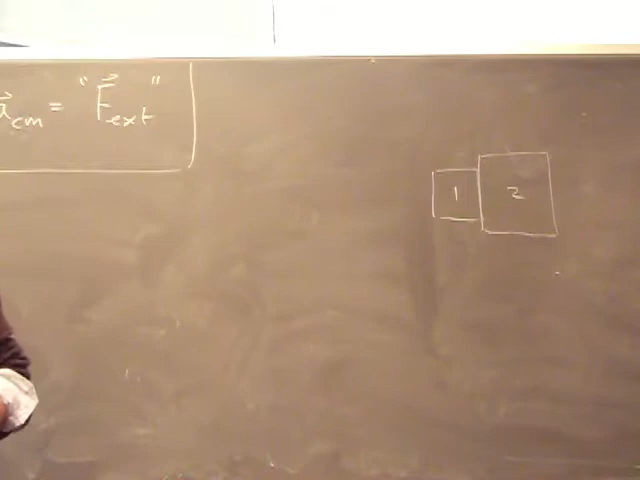 a⃗cm = "F⃗ext"
1 2